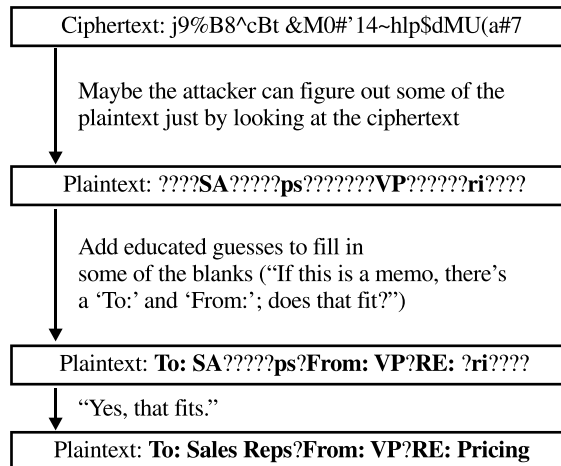 Ciphertext: j9%B8^cBt &M0#’14~hlp$dMU(a#7
Maybe the attacker can figure out some of the
plaintext just by looking at the ciphertext
Plaintext: ????SA?????ps???????VP??????ri????
Add educated guesses to fill in
some of the blanks (“If this is a memo, there’s
a ‘To:’ and ‘From:’; does that fit?”)
Plaintext: To: SA?????ps?From: VP?RE: ?ri????
“Yes, that fits.”
Plaintext: To: Sales Reps?From: VP?RE: Pricing